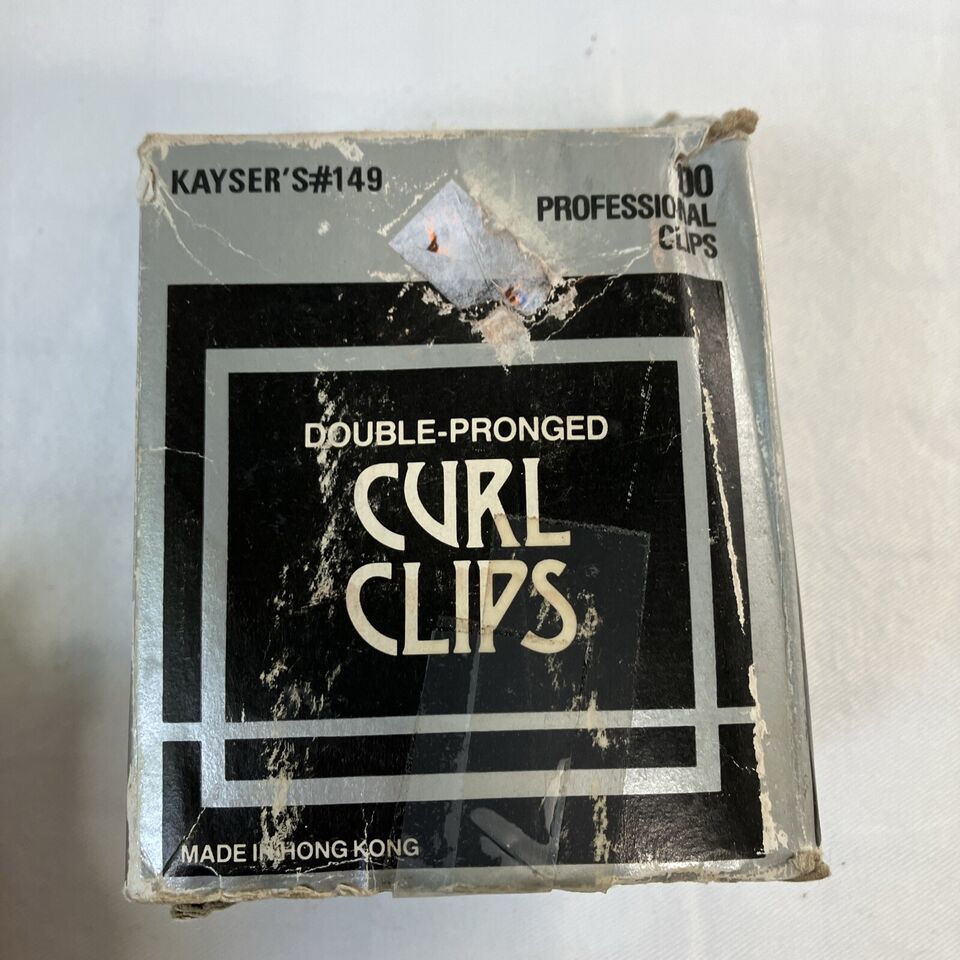 KAYSER'S#149
00
PROFESSIONAL
CLIPS
DOUBLE-PRONGED
CURL
CLIPS
MADE IN HONG KONG